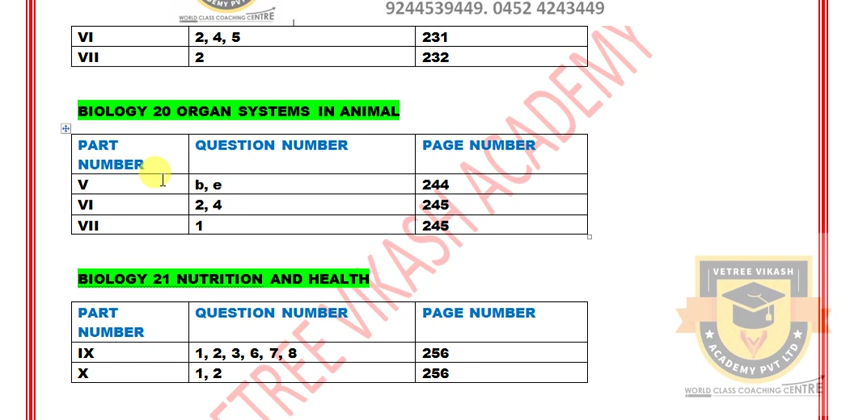 ACADEMY PVT LTD
WORLD CLASS COACHING CENTRE
9244539449. 0452 4243449
VI 2, 4, 5 231
VII 2 232
BIOLOGY 20 ORGAN SYSTEMS IN ANIMAL
PART NUMBER QUESTION NUMBER PAGE NUMBER
V b, e 244
VI 2, 4 245
VII 1 245
BIOLOGY 21 NUTRITION AND HEALTH
PART NUMBER QUESTION NUMBER PAGE NUMBER
IX 1, 2, 3, 6, 7, 8 256
X 1, 2 256
VETREE VIKASH ACADEMY
VETREE VIKASH
ACADEMY PVT LTD
WORLD CLASS COACHING CENTRE